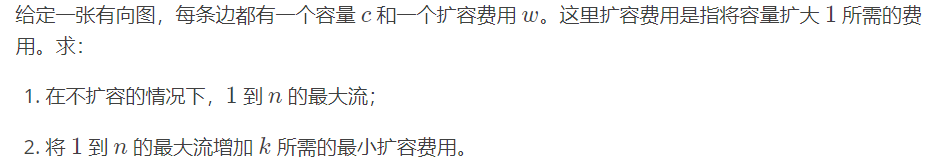 给定一张有向图，每条边都有一个容量 c 和一个扩容费用 w。这里扩容费用是指将容量扩大 1 所需的费
用。求：
1. 在不扩容的情况下，1 到 n 的最大流；
2. 将 1 到 n 的最大流增加 k 所需的最小扩容费用。